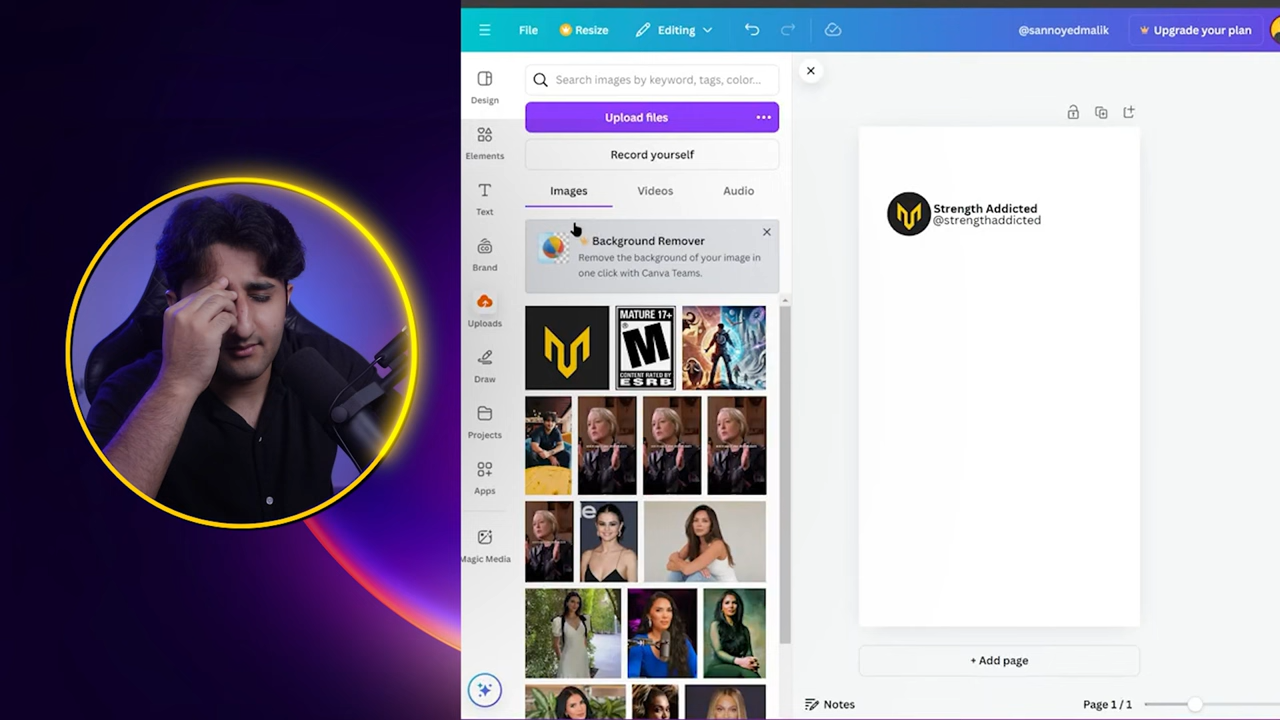 File
Resize
Editing
@sannoyedmalik
Upgrade your plan
Search images by keyword, tags, color...
Design
Upload files
Elements
Record yourself
Text
Images
Videos
Audio
Brand
Background Remover
Remove the background of your image in
one click with Canva Teams.
Uploads
Draw
Projects
Apps
Magic Media
MATURE 17+
M
CONTENT RATED BY
ESRB
Strength Addicted
@strengthaddicted
+ Add page
Notes
Page 1 / 1